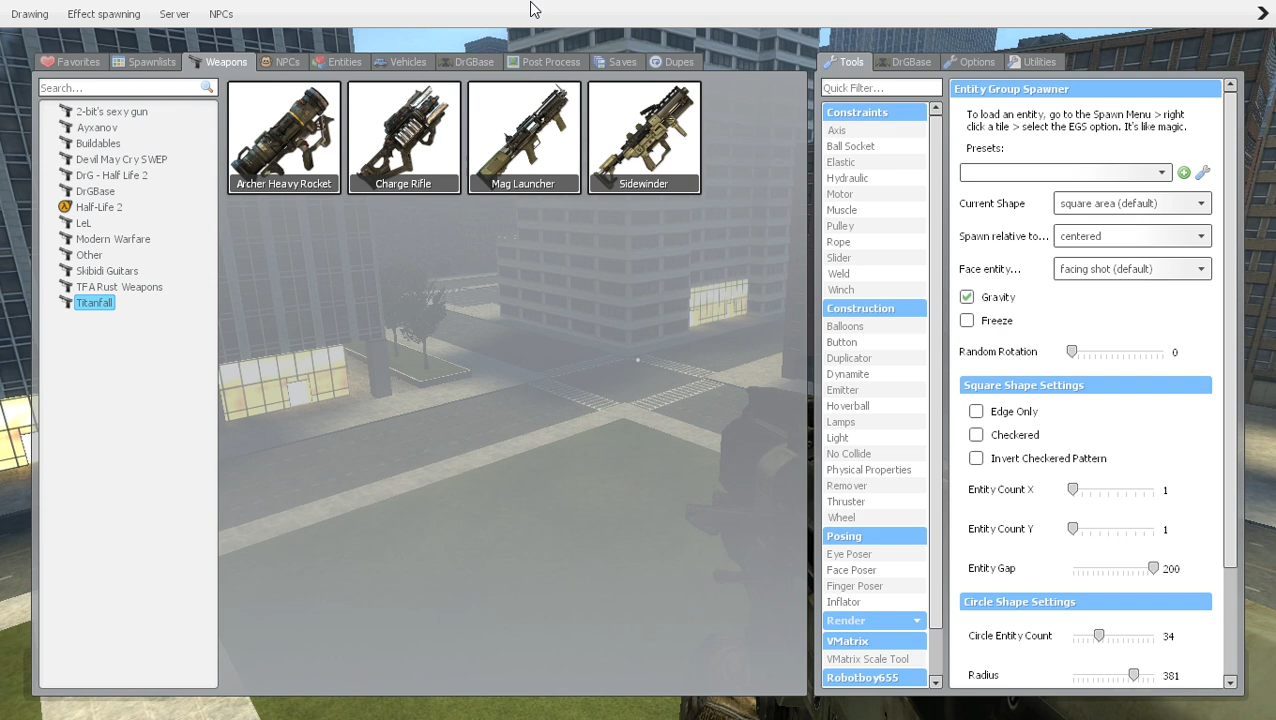 Drawing
Effect spawning
Server
NPCs
Favorites
Spawnlists
Weapons
NPCs
Entities
Vehicles
DrGBase
Post Process
Saves
Dupes
Search...
2-bit's sexy gun
Ayxanov
Buildables
Devil May Cry SWEP
DrG - Half Life 2
DrGBase
Half-Life 2
LeL
Modern Warfare
Other
Skibidi Guitars
TFA Rust Weapons
Titanfall
Archer Heavy Rocket
Charge Rifle
Mag Launcher
Sidewinder
Tools
DrGBase
Options
Utilities
Quick Filter...
Constraints
Axis
Ball Socket
Elastic
Hydraulic
Motor
Muscle
Pulley
Rope
Slider
Weld
Winch
Construction
Balloons
Button
Duplicator
Dynamite
Emitter
Hoverball
Lamps
Light
No Collide
Physical Properties
Remover
Thruster
Wheel
Posing
Eye Poser
Face Poser
Finger Poser
Inflator
Render
VMatrix
VMatrix Scale Tool
Robotboy655
Entity Group Spawner
To load an entity, go to the Spawn Menu > right
click a tile > select the EGS option. It's like magic.
Presets:
Current Shape
square area (default)
Spawn relative to...
centered
Face entity...
facing shot (default)
Gravity
Freeze
Random Rotation
0
Square Shape Settings
Edge Only
Checkered
Invert Checkered Pattern
Entity Count X
1
Entity Count Y
1
Entity Gap
200
Circle Shape Settings
Circle Entity Count
34
Radius
381